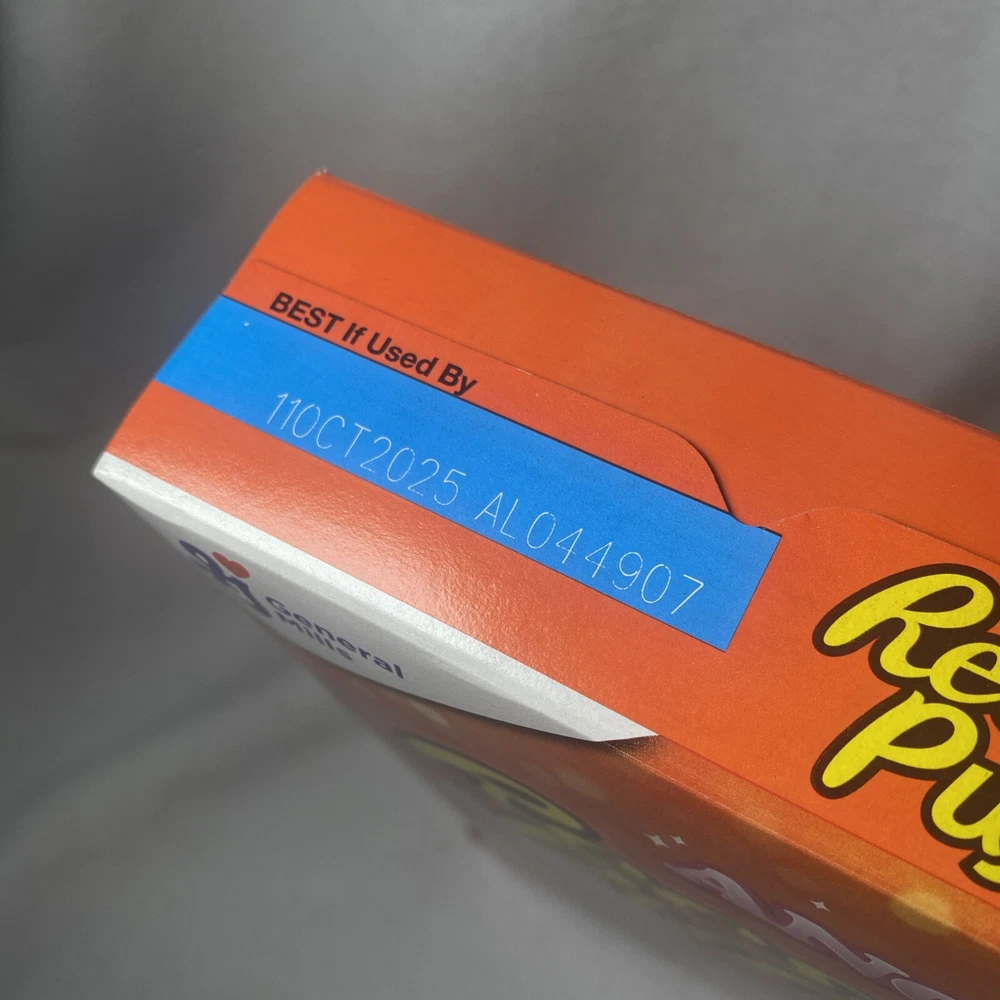 BEST If Used By
11OCT2025 AL044907
General
Mills